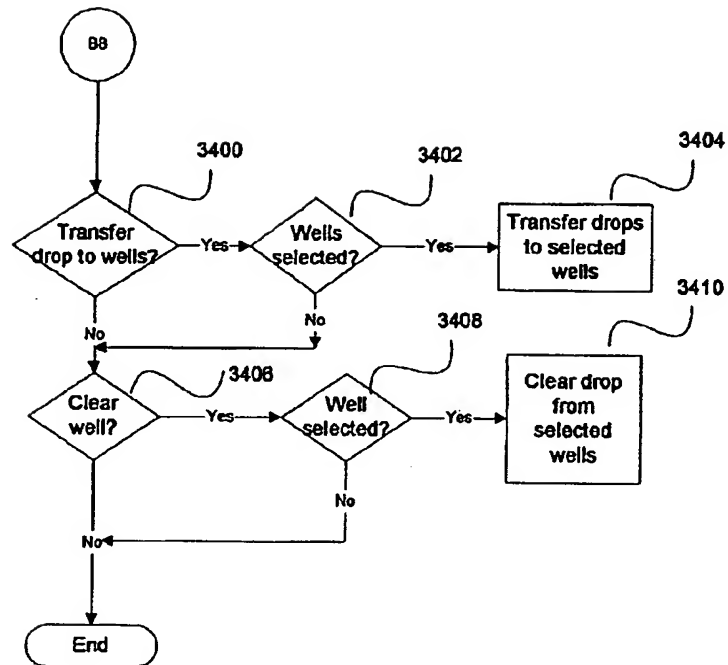 BB
3400
3402
3404
Transfer
drop to wells?
Yes
Wells
selected?
Yes
Transfer drops
to selected
wells
No
No
3406
3408
3410
Clear
well?
Yes
Well
selected?
Yes
Clear drop
from
selected
wells
No
No
End